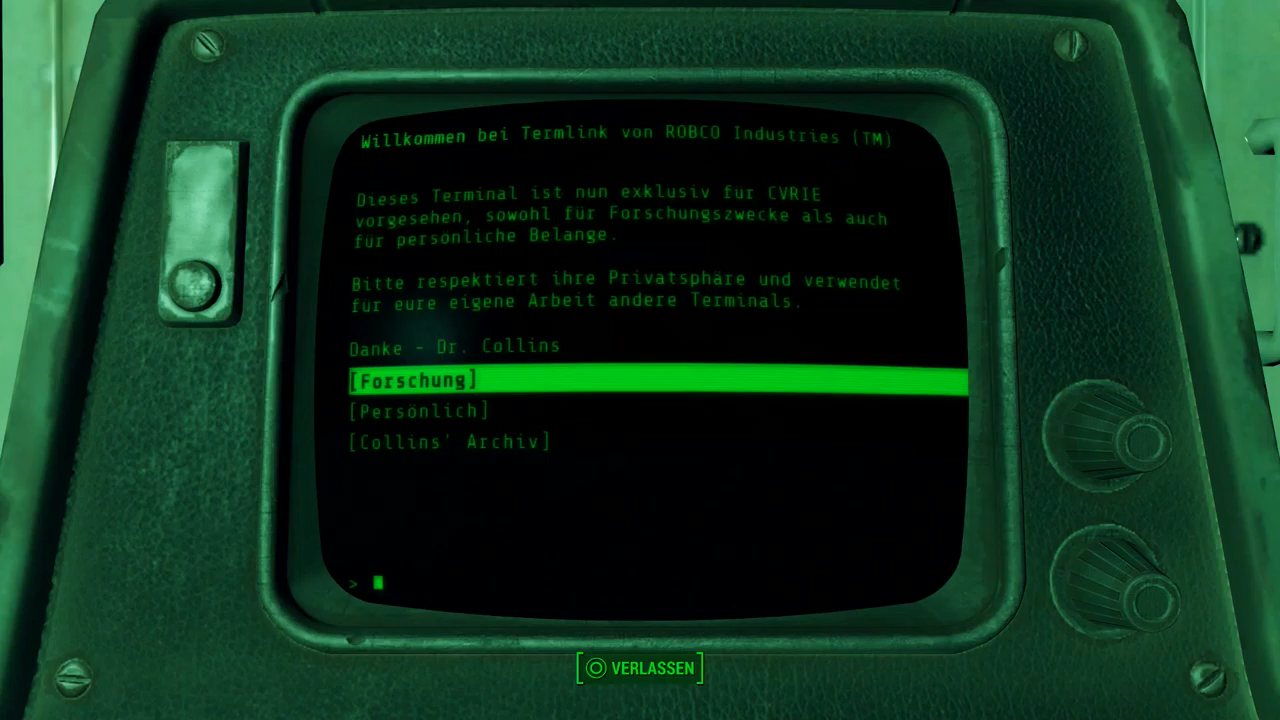 Willkommen bei Termlink von ROBCO Industries (TM)
Dieses Terminal ist nun exklusiv für CVRIE
vorgesehen, sowohl für Forschungszwecke als auch
für persönliche Belange.
Bitte respektiert ihre Privatsphäre und verwendet
für eure eigene Arbeit andere Terminals.
Danke - Dr. Collins
[Forschung]
[Persönlich]
[Collins' Archiv]
>
[VERLASSEN]